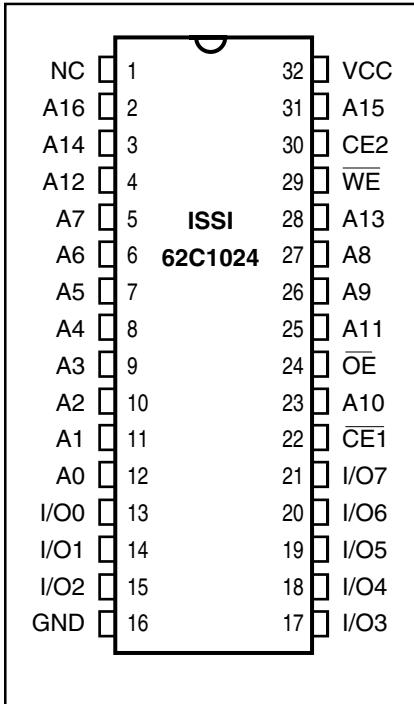 NC 1 32 VCC
A16 2 31 A15
A14 3 30 CE2
A12 4 29 W̅E̅
A7 5 ISSI 28 A13
A6 6 62C1024 27 A8
A5 7 26 A9
A4 8 25 A11
A3 9 24 O̅E̅
A2 10 23 A10
A1 11 22 C̅E̅1̅
A0 12 21 I/O7
I/O0 13 20 I/O6
I/O1 14 19 I/O5
I/O2 15 18 I/O4
GND 16 17 I/O3